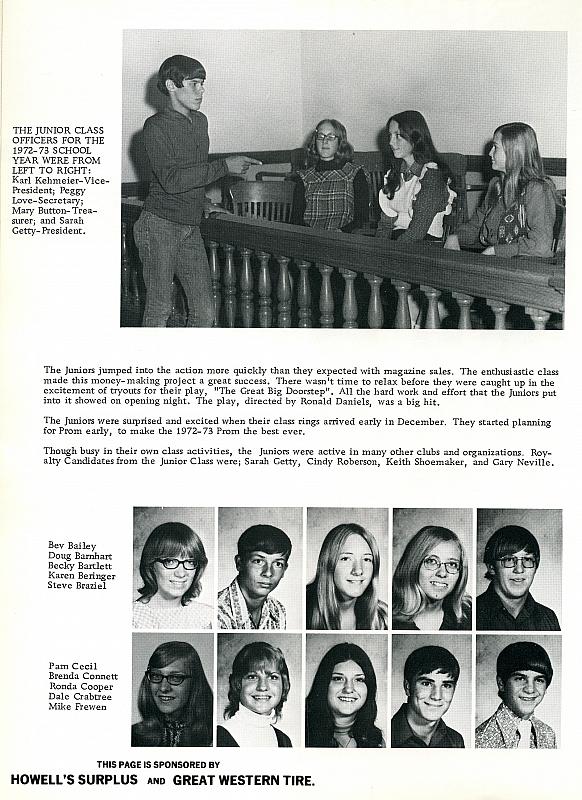 THE JUNIOR CLASS
OFFICERS FOR THE
1972-73 SCHOOL
YEAR WERE FROM
LEFT TO RIGHT:
Karl Kehmeier-Vice-
President; Peggy
Love-Secretary;
Mary Button-Trea-
surer; and Sarah
Getty-President.
The Juniors jumped into the action more quickly than they expected with magazine sales. The enthusiastic class
made this money-making project a great success. There wasn't time to relax before they were caught up in the
excitement of tryouts for their play, "The Great Big Doorstep". All the hard work and effort that the Juniors put
into it showed on opening night. The play, directed by Ronald Daniels, was a big hit.
The Juniors were surprised and excited when their class rings arrived early in December. They started planning
for Prom early, to make the 1972-73 Prom the best ever.
Though busy in their own class activities, the Juniors were active in many other clubs and organizations. Roy-
alty Candidates from the Junior Class were; Sarah Getty, Cindy Roberson, Keith Shoemaker, and Gary Neville.
Bev Bailey
Doug Barnhart
Becky Bartlett
Karen Beringer
Steve Braziel
Pam Cecil
Brenda Connett
Ronda Cooper
Dale Crabtree
Mike Frewen
THIS PAGE IS SPONSORED BY
HOWELL'S SURPLUS AND GREAT WESTERN TIRE.